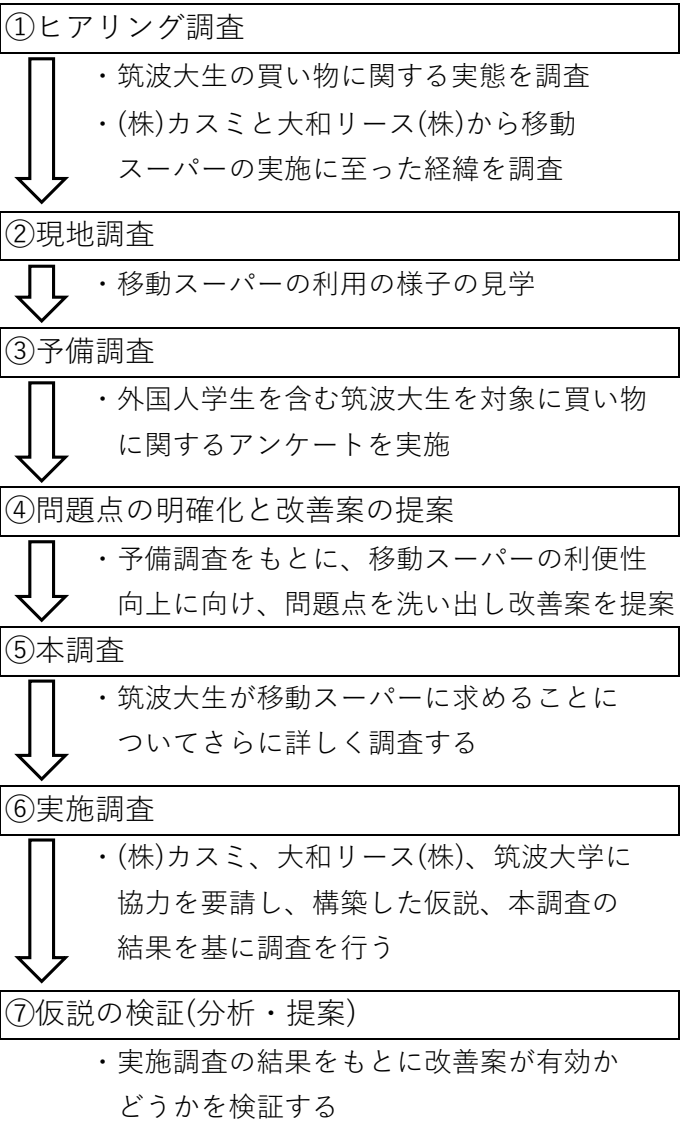 ①ヒアリング調査
・筑波大生の買い物に関する実態を調査
・(株)カスミと大和リース(株)から移動
スーパーの実施に至った経緯を調査
②現地調査
・移動スーパーの利用の様子の見学
③予備調査
・外国人学生を含む筑波大生を対象に買い物
に関するアンケートを実施
④問題点の明確化と改善案の提案
・予備調査をもとに、移動スーパーの利便性
向上に向け、問題点を洗い出し改善案を提案
⑤本調査
・筑波大生が移動スーパーに求めることに
ついてさらに詳しく調査する
⑥実施調査
・(株)カスミ、大和リース(株)、筑波大学に
協力を要請し、構築した仮説、本調査の
結果を基に調査を行う
⑦仮説の検証(分析・提案)
・実施調査の結果をもとに改善案が有効か
どうかを検証する